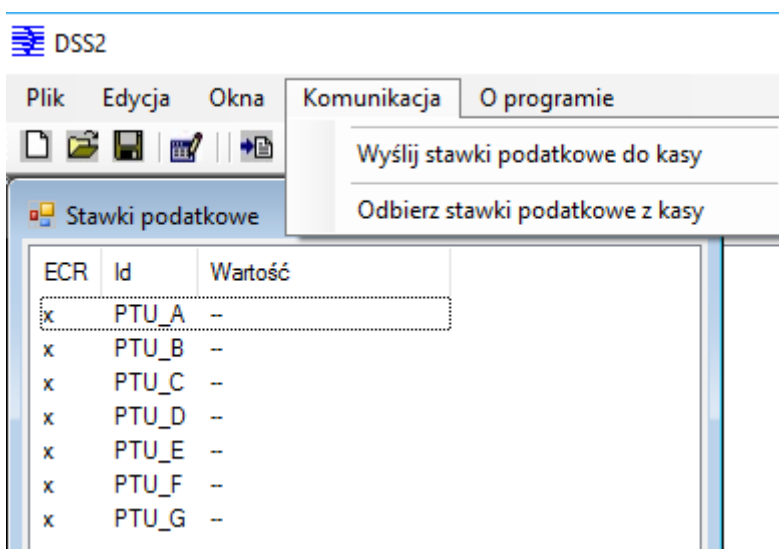 DSS2
Plik Edycja Okna Komunikacja O programie
Wyślij stawki podatkowe do kasy
Odbierz stawki podatkowe z kasy
Stawki podatkowe
ECR Id Wartość
x PTU_A --
x PTU_B --
x PTU_C --
x PTU_D --
x PTU_E --
x PTU_F --
x PTU_G --